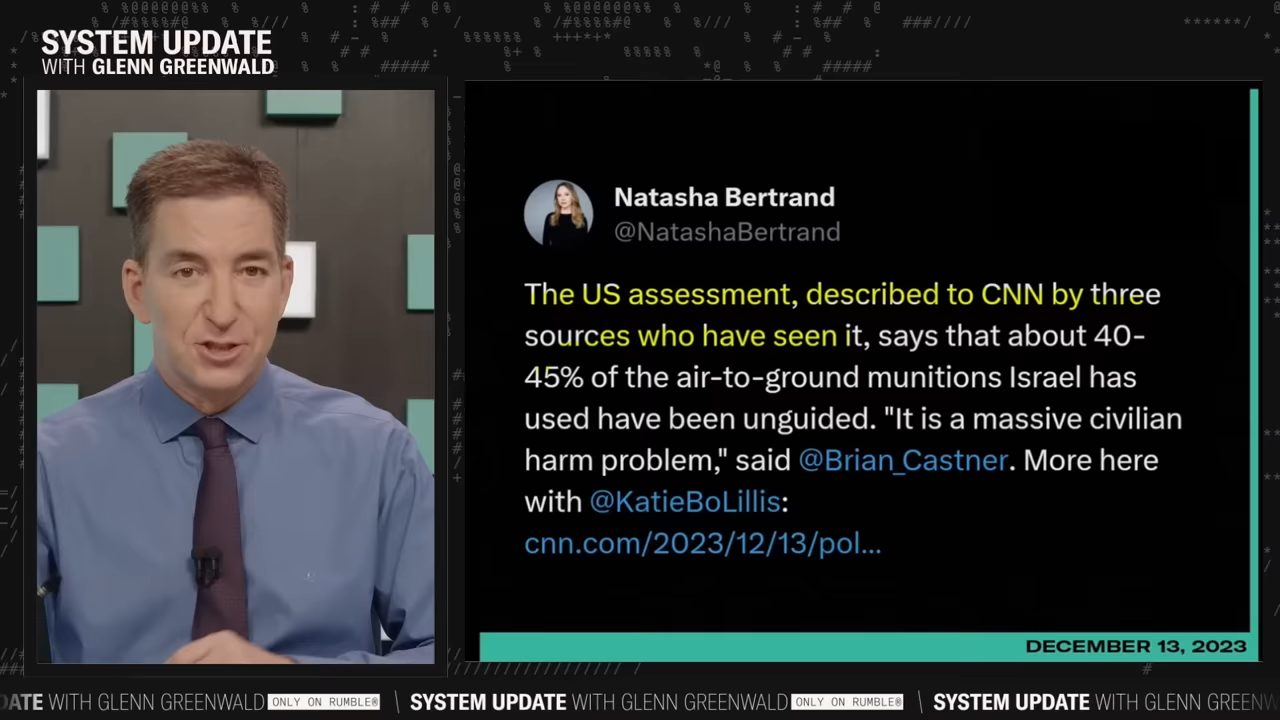 SYSTEM UPDATE
WITH GLENN GREENWALD
Natasha Bertrand
@NatashaBertrand
The US assessment, described to CNN by three
sources who have seen it, says that about 40-
45% of the air-to-ground munitions Israel has
used have been unguided. "It is a massive civilian
harm problem," said @Brian_Castner. More here
with @KatieBoLillis:
cnn.com/2023/12/13/pol...
DECEMBER 13, 2023
DATE WITH GLENN GREENWALD ONLY ON RUMBLE® SYSTEM UPDATE WITH GLENN GREENWALD ONLY ON RUMBLE® SYSTEM UPDATE WITH GLENN GREENW